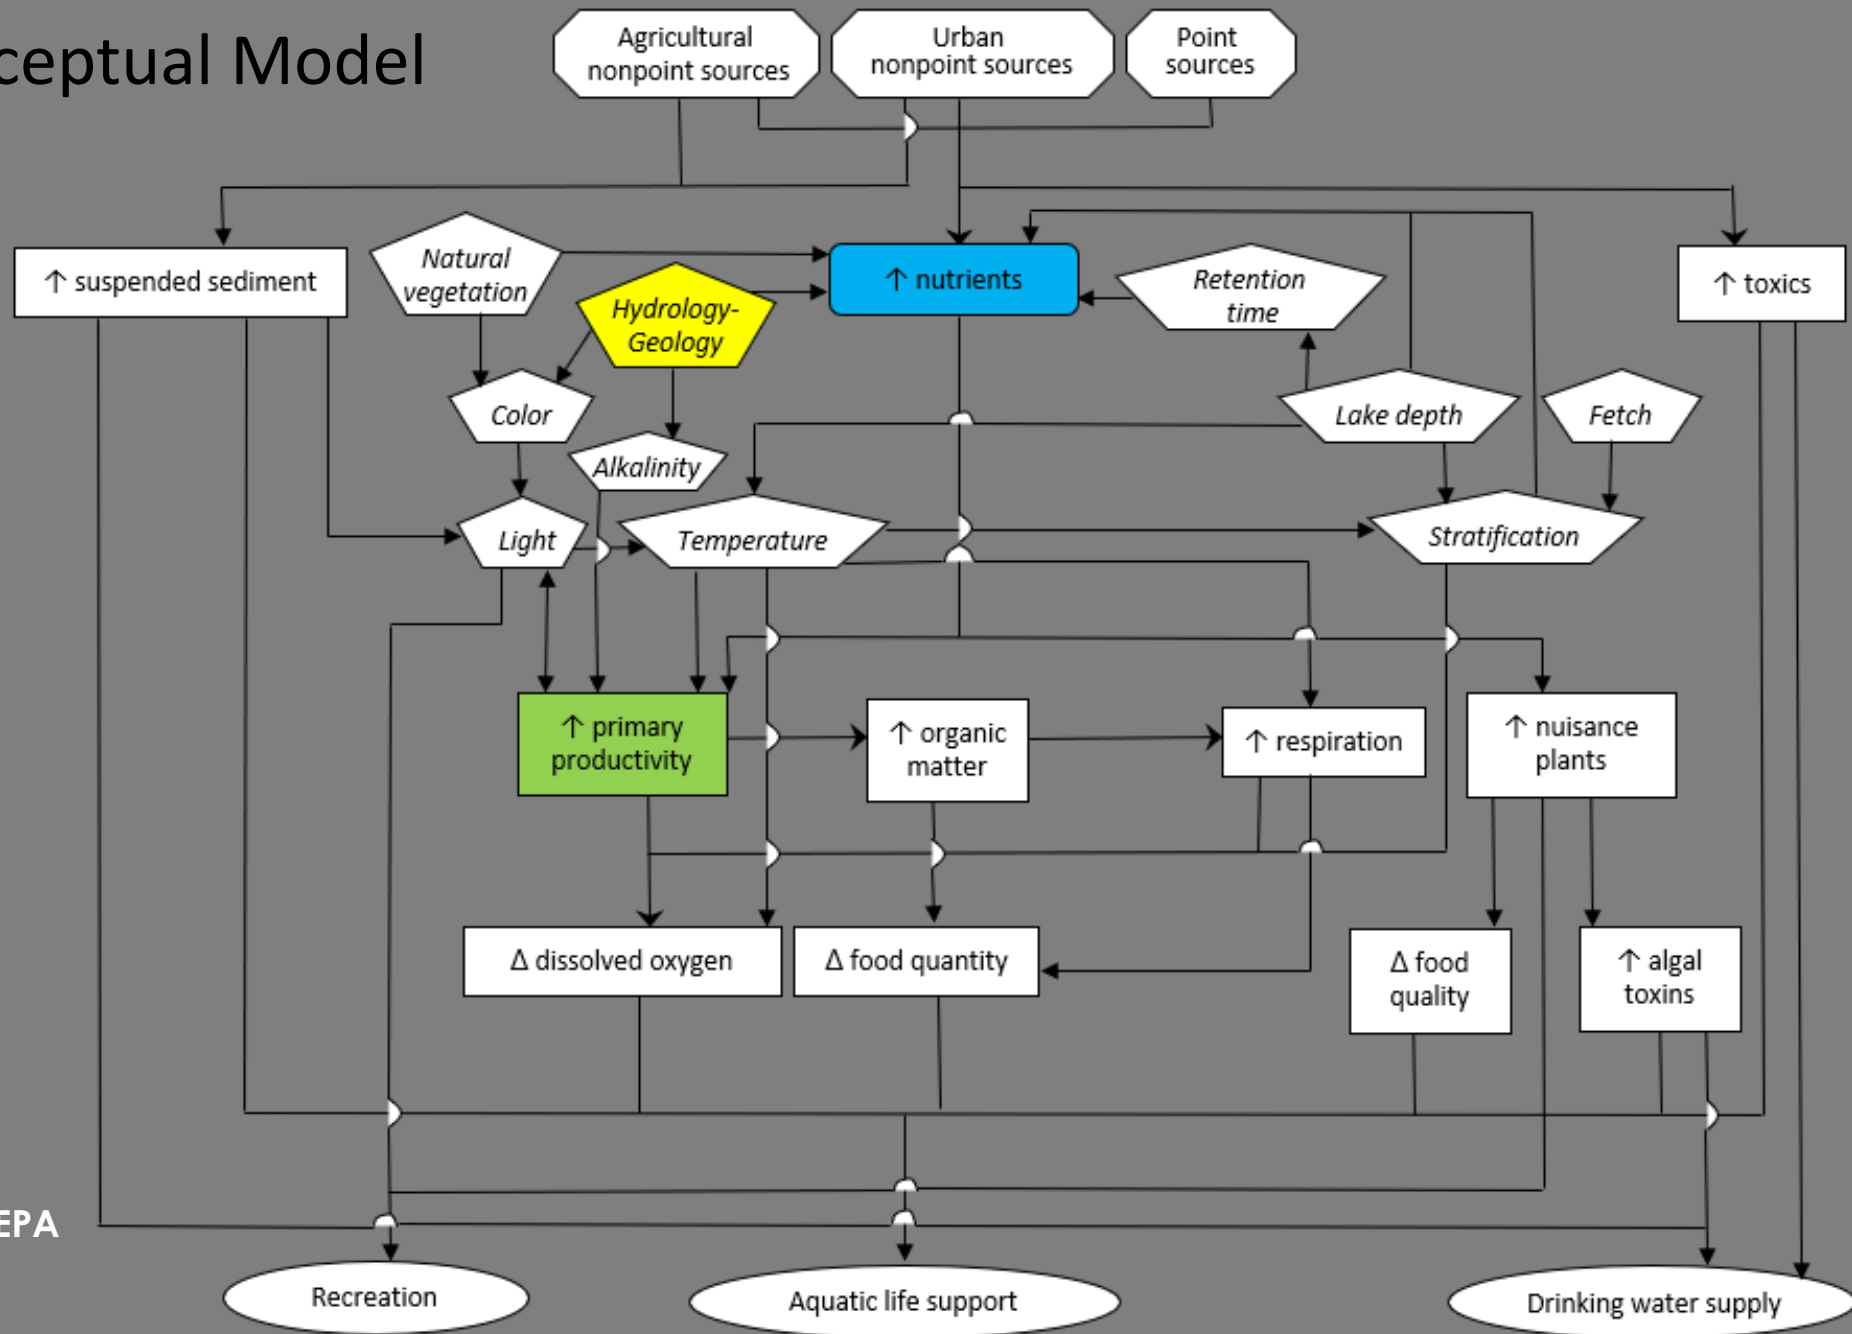 ceptual Model
Agricultural
nonpoint sources
Urban
nonpoint sources
Point
sources
↑ suspended sediment
Natural
vegetation
Hydrology-
Geology
↑ nutrients
Retention
time
↑ toxics
Color
Alkalinity
Lake depth
Fetch
Light
Temperature
Stratification
↑ primary
productivity
↑ organic
matter
↑ respiration
↑ nuisance
plants
Δ dissolved oxygen
Δ food quantity
Δ food
quality
↑ algal
toxins
EPA
Recreation
Aquatic life support
Drinking water supply